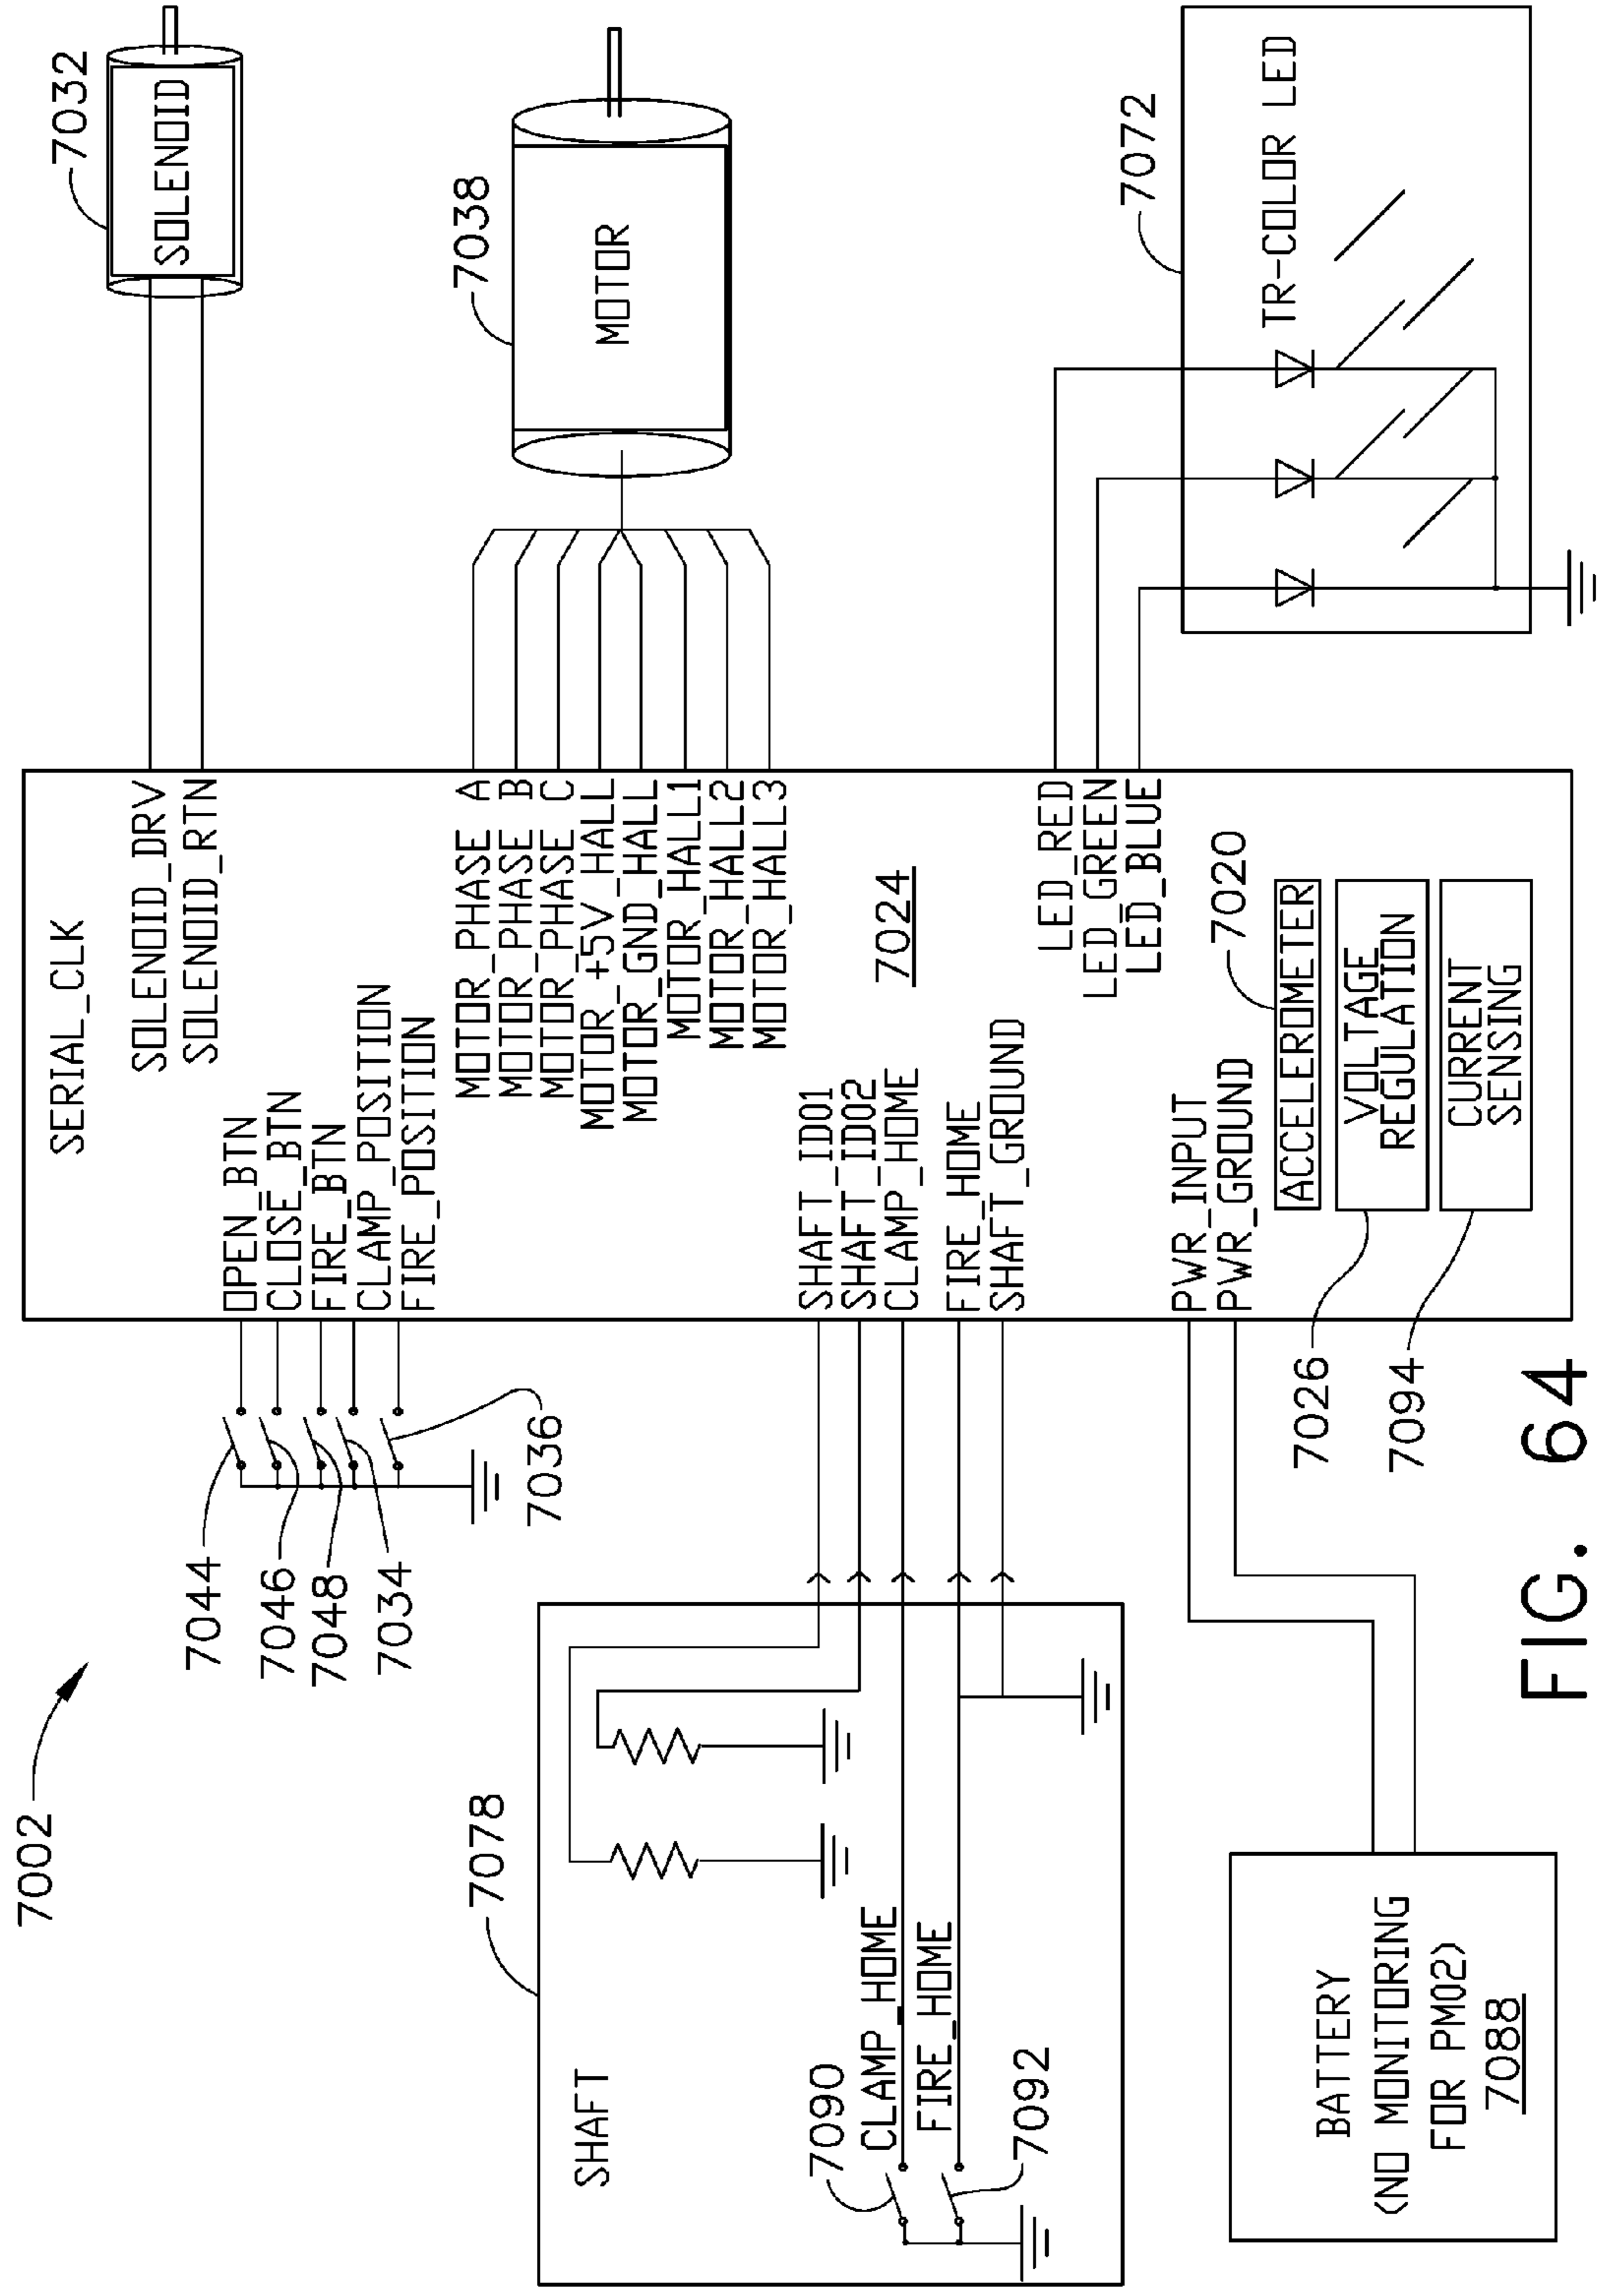 7002
7032
SOLENOID
7038
MOTOR
7072
TR-COLOR LED
SERIAL_CLK
SOLENOID_DRV
SOLENOID_RTN
OPEN_BTN
CLOSE_BTN
FIRE_BTN
CLAMP_POSITION
FIRE_POSITION
MOTOR_PHASE A
MOTOR_PHASE B
MOTOR_PHASE C
MOTOR_+5V_HALL
MOTOR_GND_HALL
MOTOR_HALL1
MOTOR_HALL2
MOTOR_HALL3
SHAFT_ID01
SHAFT_ID02
CLAMP_HOME
FIRE_HOME
SHAFT_GROUND
7024
LED_RED
LED_GREEN
LED_BLUE
PWR_INPUT
PWR_GROUND
7020
ACCELEROMETER
VOLTAGE
REGULATION
CURRENT
SENSING
7026
7094
7044
7046
7048
7034
7036
7078
SHAFT
7090
CLAMP_HOME
FIRE_HOME
7092
BATTERY
(NO MONITORING
FOR PM02)
7088
FIG. 64